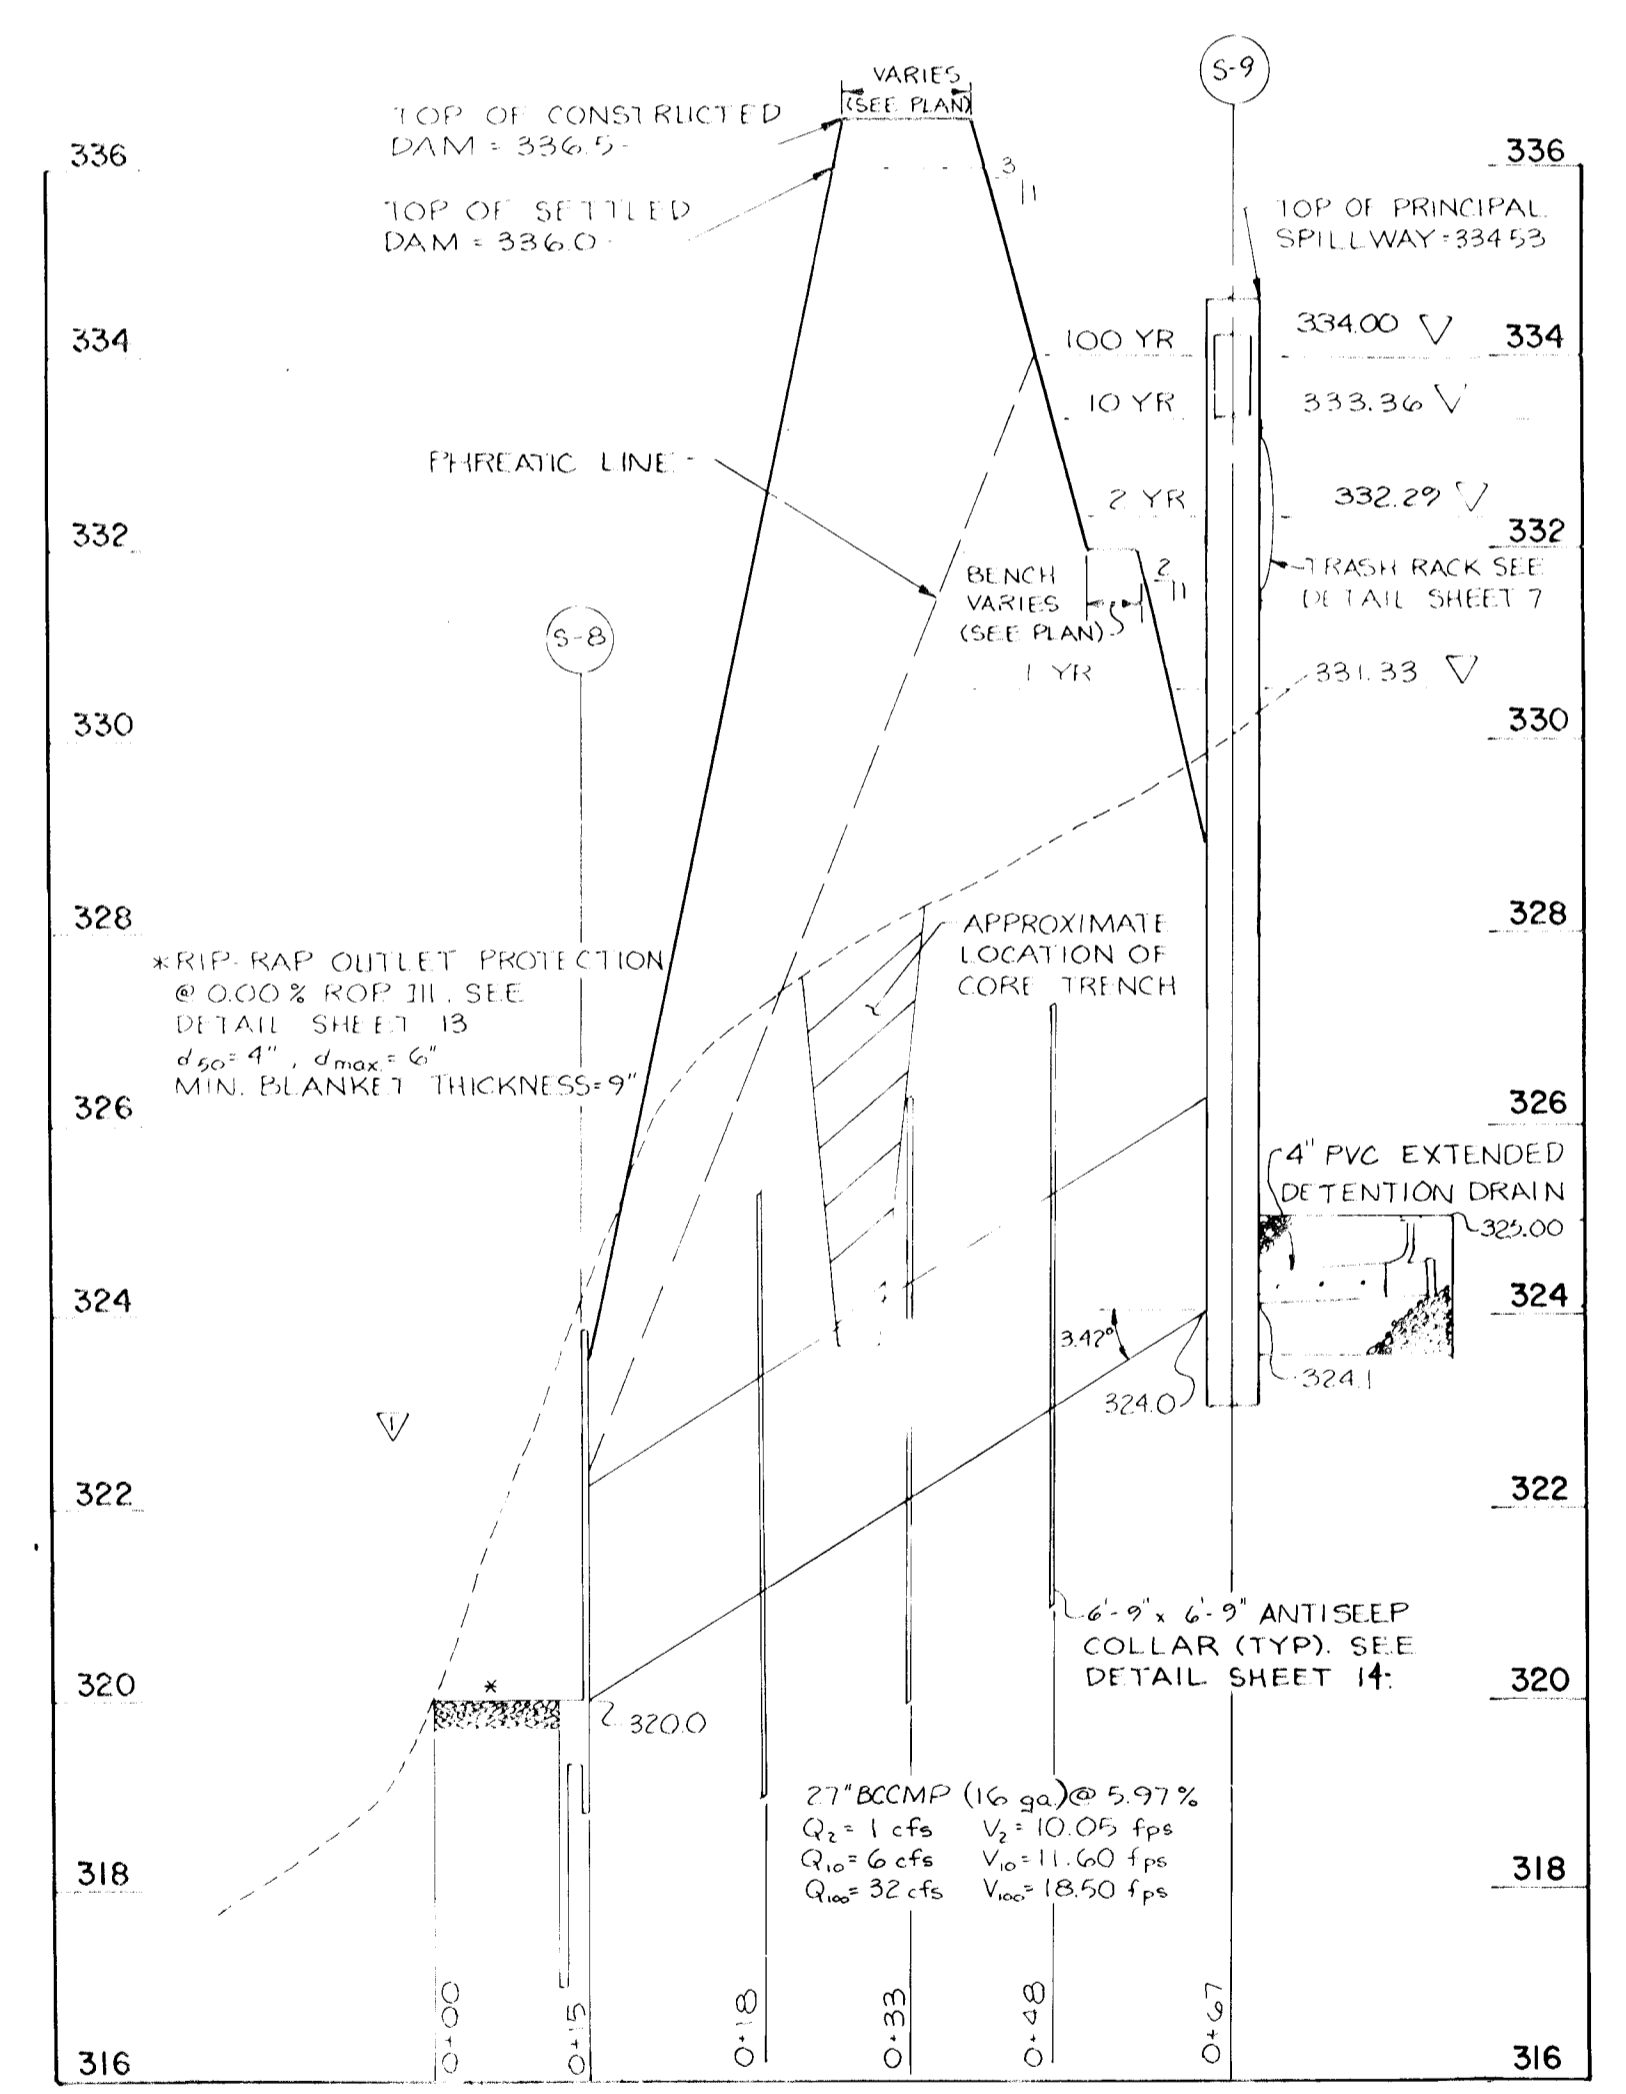 VARIES
(SEE PLAN)
S-9
TOP OF CONSTRUCTED
DAM = 336.5
TOP OF SETTLED
DAM = 336.0
3
1
336
336
TOP OF PRINCIPAL
SPILLWAY = 334.53
334
100 YR
334.00
334
10 YR
333.36
PHREATIC LINE
2 YR
332.29
332
332
BENCH
VARIES
(SEE PLAN)
2
1
TRASH RACK SEE
DETAIL SHEET 7
S-8
1 YR
331.33
330
330
328
328
APPROXIMATE
LOCATION OF
CORE TRENCH
* RIP-RAP OUTLET PROTECTION
@ 0.00% ROP III. SEE
DETAIL SHEET 13
d50 = 4", dmax. = 6"
MIN. BLANKET THICKNESS = 9"
326
326
4" PVC EXTENDED
DETENTION DRAIN
325.00
324
324
3.42°
324.0
324.1
1
322
322
6'-9" x 6'-9" ANTISEEP
COLLAR (TYP). SEE
DETAIL SHEET 14.
320
*
320.0
320
27" BCCMP (16 ga.) @ 5.97%
Q2 = 1 cfs V2 = 10.05 fps
Q10 = 6 cfs V10 = 11.60 fps
Q100 = 32 cfs V100 = 18.50 fps
318
318
0+00
0+15
0+18
0+33
0+48
0+67
316
316